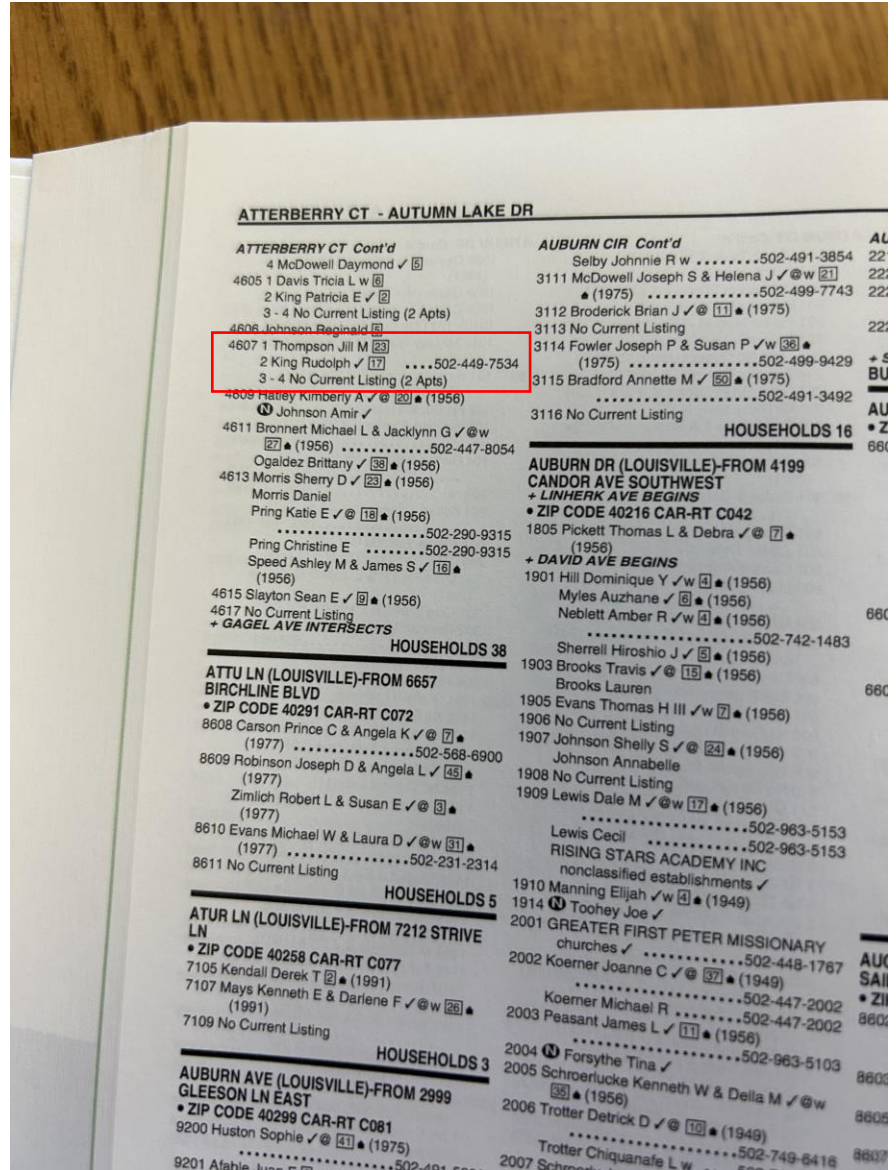 ATTERBERRY CT - AUTUMN LAKE DR
ATTERBERRY CT Cont'd
4 McDowell Daymond ✓ 5
4605 1 Davis Tricia L w 6
2 King Patricia E ✓ 2
3 - 4 No Current Listing (2 Apts)
4606 Johnson Reginald 5
4607 1 Thompson Jill M 23
2 King Rudolph ✓ 17 ....502-449-7534
3 - 4 No Current Listing (2 Apts)
4609 Hatley Kimberly A ✓@ 20 ♠ (1956)
N Johnson Amir ✓
4611 Bronnert Michael L & Jacklynn G ✓@w
27 ♠ (1956) ............502-447-8054
Ogaldez Brittany ✓ 38 ♠ (1956)
4613 Morris Sherry D ✓ 23 ♠ (1956)
Morris Daniel
Pring Katie E ✓@ 18 ♠ (1956)
....................502-290-9315
Pring Christine E ........502-290-9315
Speed Ashley M & James S ✓ 16 ♠
(1956)
4615 Slayton Sean E ✓ 9 ♠ (1956)
4617 No Current Listing
+ GAGEL AVE INTERSECTS
HOUSEHOLDS 38
ATTU LN (LOUISVILLE)-FROM 6657
BIRCHLINE BLVD
• ZIP CODE 40291 CAR-RT C072
8608 Carson Prince C & Angela K ✓@ 7 ♠
(1977) .................502-568-6900
8609 Robinson Joseph D & Angela L ✓ 45 ♠
(1977)
Zimlich Robert L & Susan E ✓@ 3 ♠
(1977)
8610 Evans Michael W & Laura D ✓@w 31 ♠
(1977) ................502-231-2314
8611 No Current Listing
HOUSEHOLDS 5
ATUR LN (LOUISVILLE)-FROM 7212 STRIVE
LN
• ZIP CODE 40258 CAR-RT C077
7105 Kendall Derek T 2 ♠ (1991)
7107 Mays Kenneth E & Darlene F ✓@w 26 ♠
(1991)
7109 No Current Listing
HOUSEHOLDS 3
AUBURN AVE (LOUISVILLE)-FROM 2999
GLEESON LN EAST
• ZIP CODE 40299 CAR-RT C081
9200 Huston Sophie ✓@ 41 ♠ (1975)
9201
AUBURN CIR Cont'd
Selby Johnnie R w ........502-491-3854
3111 McDowell Joseph S & Helena J ✓@w 21
♠ (1975) ..............502-499-7743
3112 Broderick Brian J ✓@ 11 ♠ (1975)
3113 No Current Listing
3114 Fowler Joseph P & Susan P ✓w 36 ♠
(1975) .................502-499-9429
3115 Bradford Annette M ✓ 50 ♠ (1975)
....................502-491-3492
3116 No Current Listing
HOUSEHOLDS 16
AUBURN DR (LOUISVILLE)-FROM 4199
CANDOR AVE SOUTHWEST
+ LINHERK AVE BEGINS
• ZIP CODE 40216 CAR-RT C042
1805 Pickett Thomas L & Debra ✓@ 7 ♠
(1956)
+ DAVID AVE BEGINS
1901 Hill Dominique Y ✓w 4 ♠ (1956)
Myles Auzhane ✓ 6 ♠ (1956)
Neblett Amber R ✓w 4 ♠ (1956)
....................502-742-1483
Sherrell Hiroshio J ✓ 5 ♠ (1956)
1903 Brooks Travis ✓@ 15 ♠ (1956)
Brooks Lauren
1905 Evans Thomas H III ✓w 7 ♠ (1956)
1906 No Current Listing
1907 Johnson Shelly S ✓@ 24 ♠ (1956)
Johnson Annabelle
1908 No Current Listing
1909 Lewis Dale M ✓@w 17 ♠ (1956)
....................502-963-5153
Lewis Cecil ............502-963-5153
RISING STARS ACADEMY INC
nonclassified establishments ✓
1910 Manning Elijah ✓w 4 ♠ (1949)
1914 N Toohey Joe ✓
2001 GREATER FIRST PETER MISSIONARY
churches ✓ .............502-448-1767
2002 Koerner Joanne C ✓@ 37 ♠ (1949)
....................502-447-2002
Koerner Michael R ........502-447-2002
2003 Peasant James L ✓ 11 ♠ (1956)
....................502-963-5103
2004 N Forsythe Tina ✓
2005 Schroerlucke Kenneth W & Della M ✓@w
35 ♠ (1956)
2006 Trotter Detrick D ✓@ 10 ♠ (1949)
....................502-749-6416
Trotter Chiquanafe L w
2007